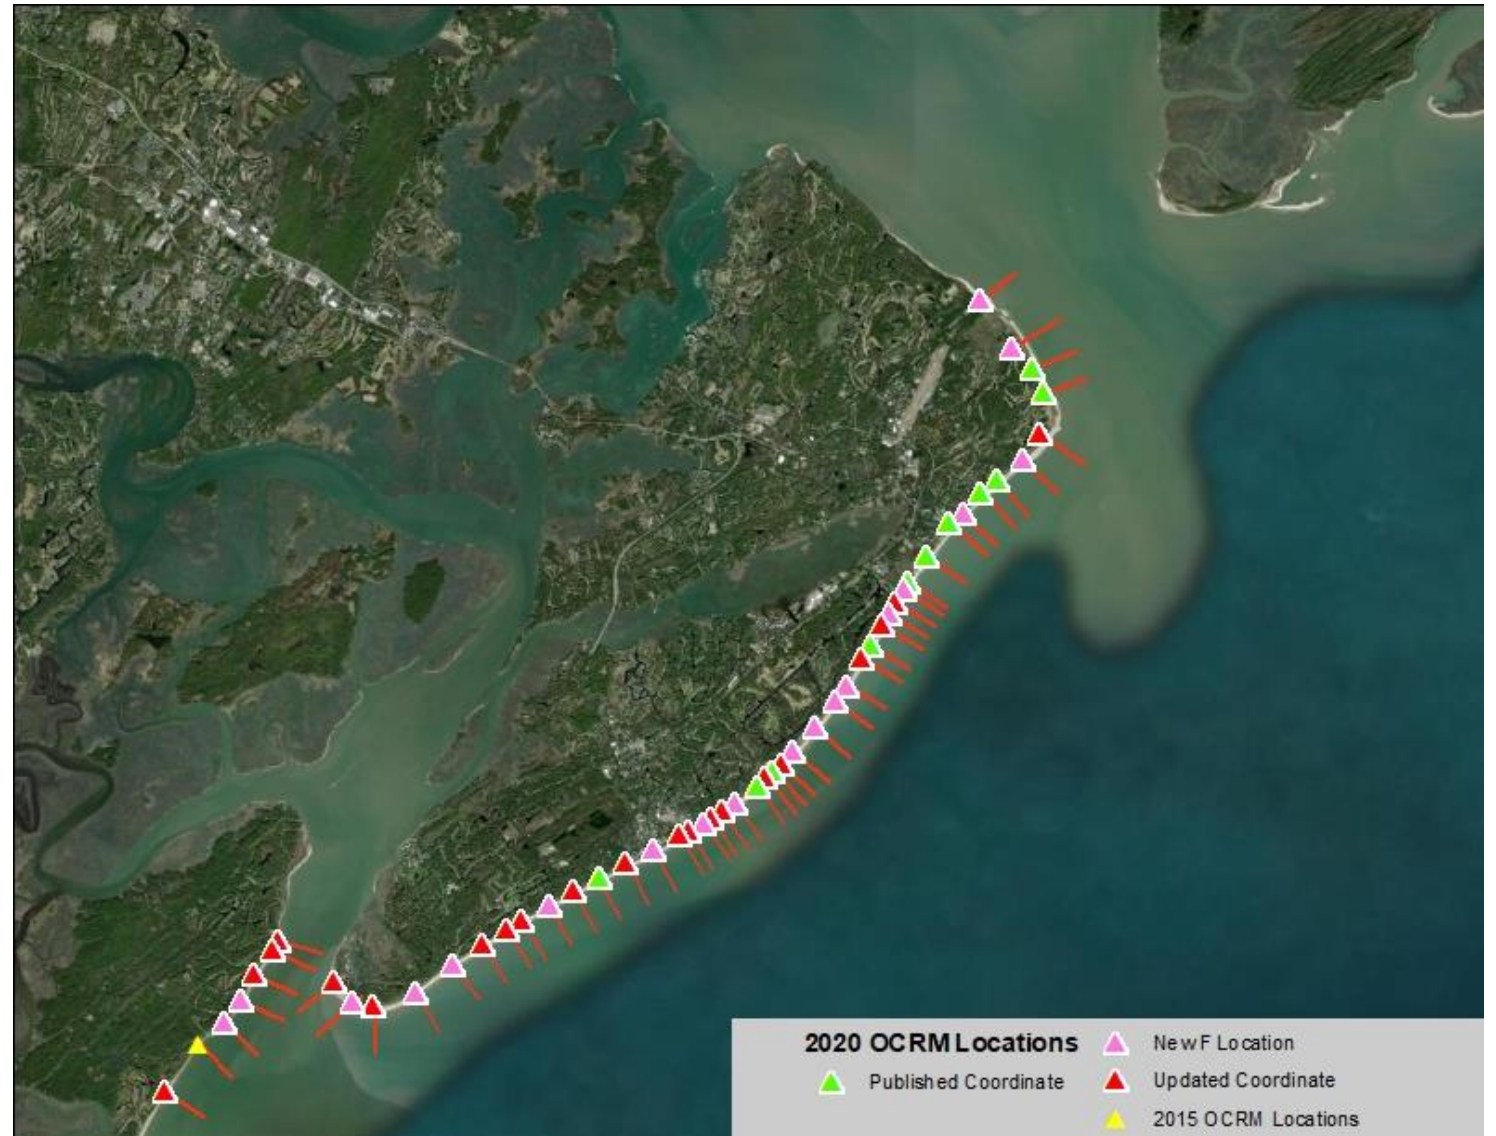 2020 OCRM Locations
Published Coordinate
New F Location
Updated Coordinate
2015 OCRM Locations